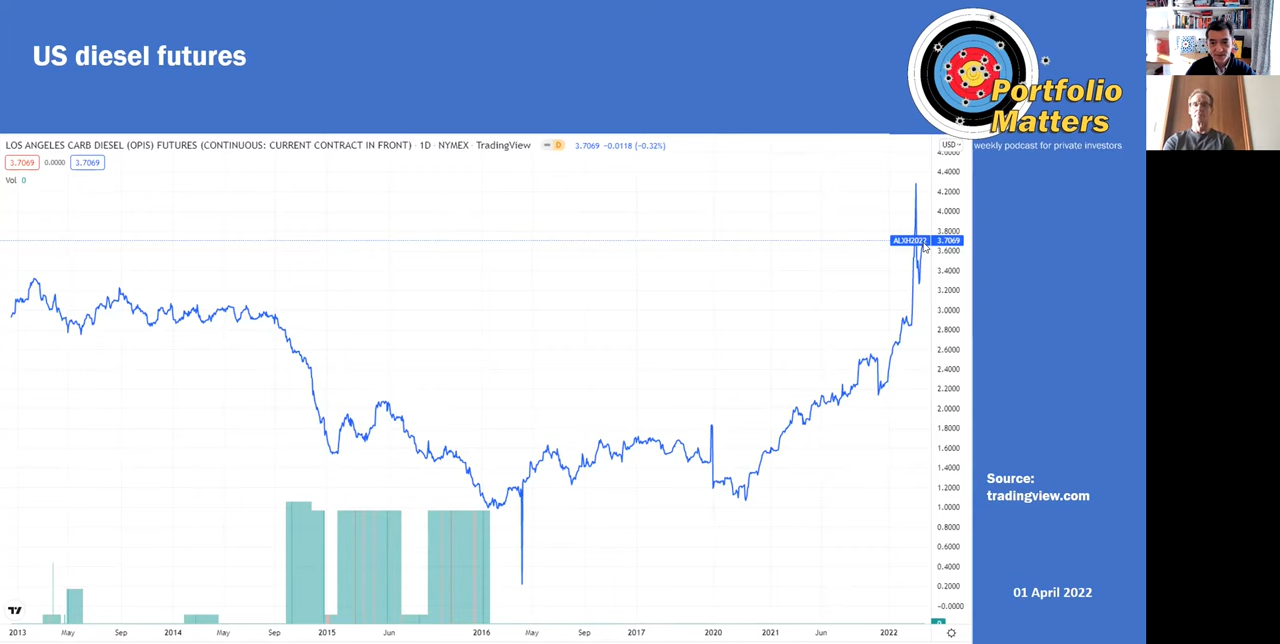 US diesel futures
Portfolio
Matters
weekly podcast for private investors
LOS ANGELES CARB DIESEL (OPIS) FUTURES (CONTINUOUS: CURRENT CONTRACT IN FRONT) · 1D · NYMEX · TradingView
D 3.7069 −0.0118 (−0.32%)
USD
3.7069 0.0000 3.7069
Vol 0
4.4000
4.2000
4.0000
3.8000
ALXH2022 3.7069
3.6000
3.4000
3.2000
3.0000
2.8000
2.6000
2.4000
2.2000
2.0000
1.8000
1.6000
1.4000
1.2000
1.0000
0.8000
0.6000
0.4000
0.2000
−0.0000
0
2013 May Sep 2014 May Sep 2015 Jun 2016 May Sep 2017 2020 2021 Jun 2022
Source:
tradingview.com
01 April 2022